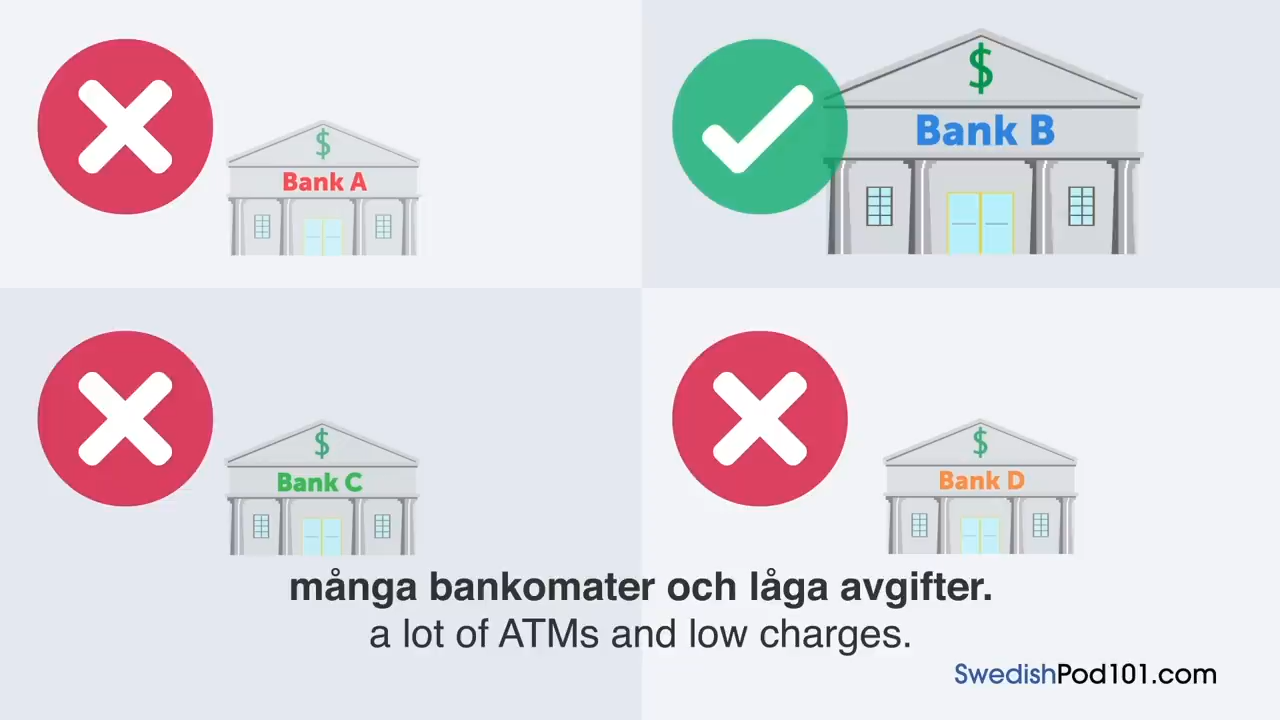 $
Bank A
$
Bank B
$
Bank C
$
Bank D
många bankomater och låga avgifter.
a lot of ATMs and low charges.
SwedishPod101.com